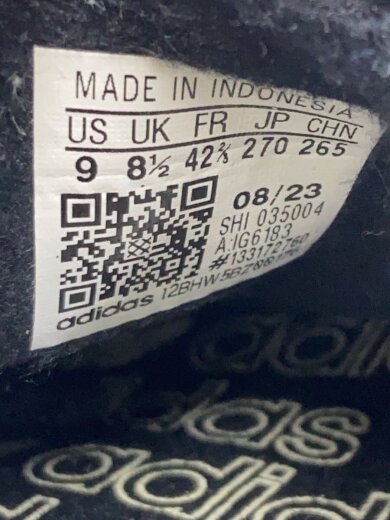 MADE IN INDONESIA
US UK FR JP CHN
9 8½ 42⅔ 270 265
08/23
SHI 035004
A:IG6183
#133172760
adidas
adidas